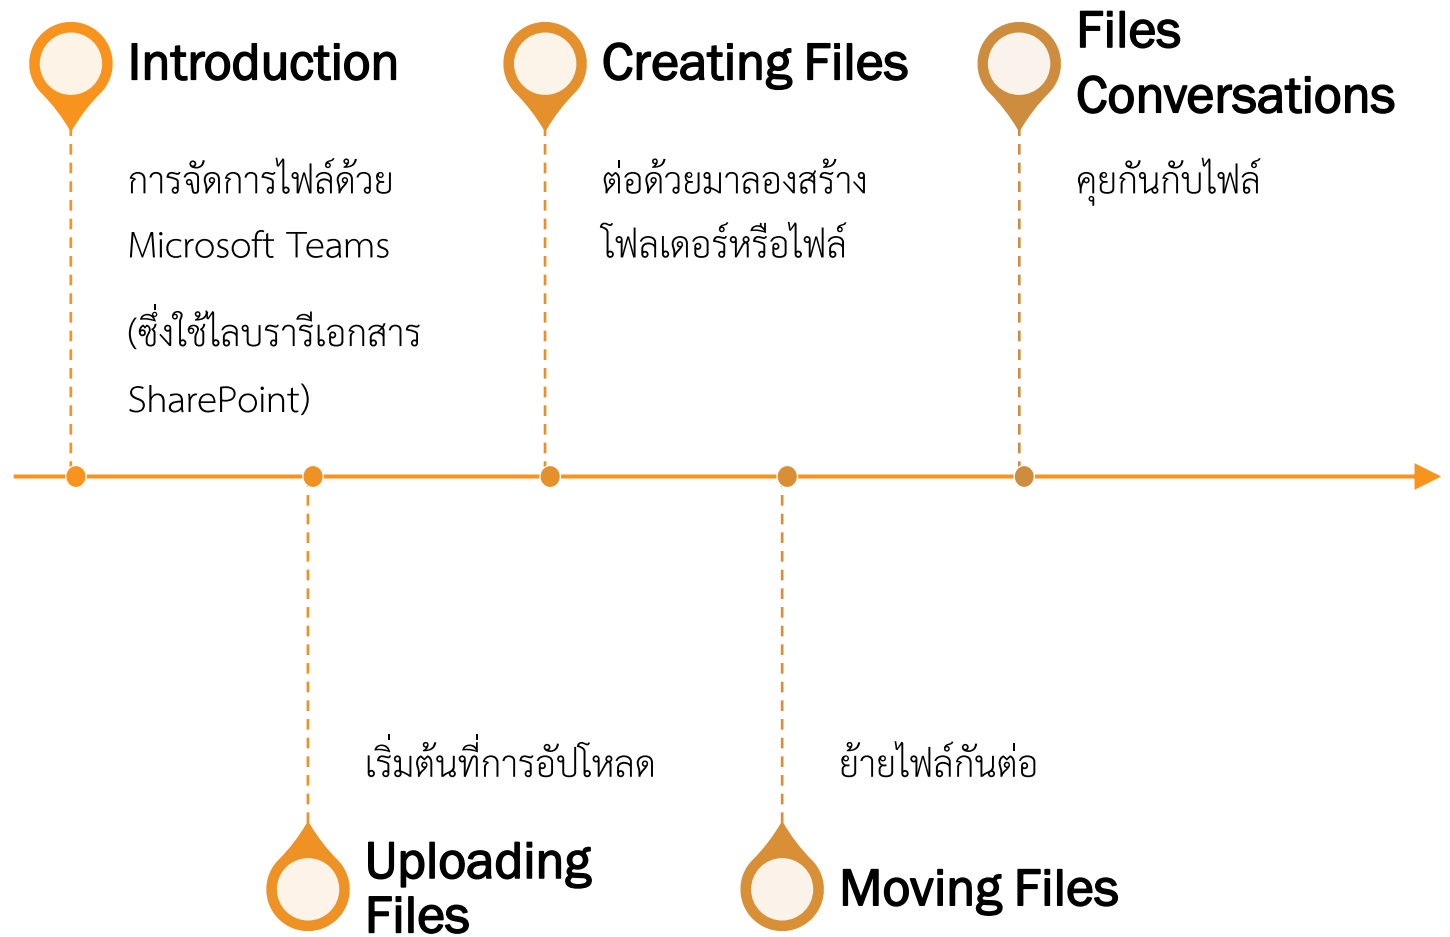 Introduction
การจัดการไฟล์ด้วย
Microsoft Teams
(ซึ่งใช้ไลบรารีเอกสาร
SharePoint)
Creating Files
ต่อด้วยมาลองสร้าง
โฟลเดอร์หรือไฟล์
Files
Conversations
คุยกันกับไฟล์
เริ่มต้นที่การอัปโหลด
Uploading
Files
ย้ายไฟล์กันต่อ
Moving Files